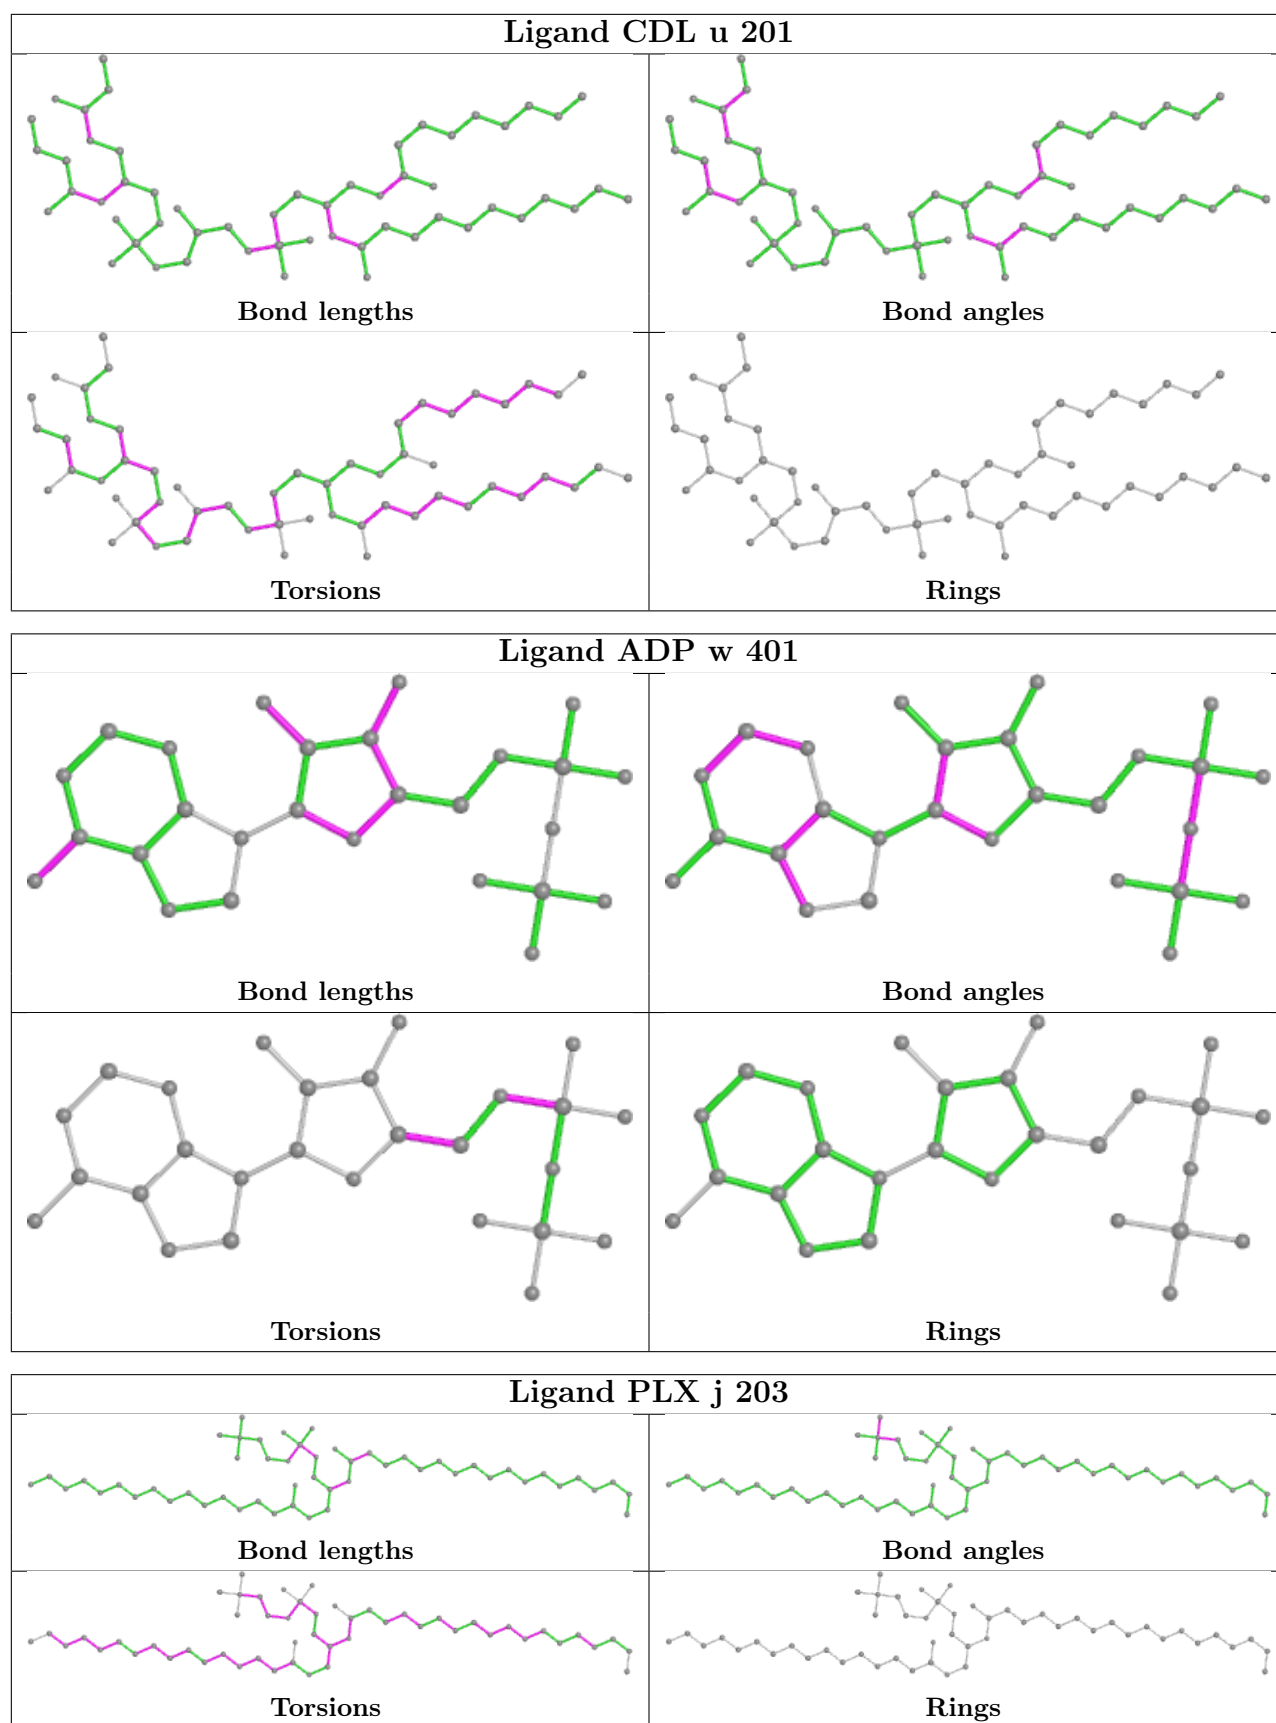 Ligand CDL u 201
Bond lengths
Bond angles
Torsions
Rings
Ligand ADP w 401
Bond lengths
Bond angles
Torsions
Rings
Ligand PLX j 203
Bond lengths
Bond angles
Torsions
Rings